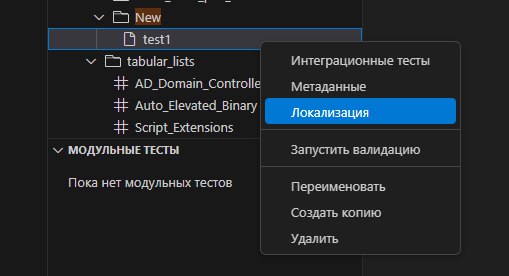 New
test1
tabular_lists
AD_Domain_Controlle
Auto_Elevated_Binary
Script_Extensions
МОДУЛЬНЫЕ ТЕСТЫ
Пока нет модульных тестов
Интеграционные тесты
Метаданные
Локализация
Запустить валидацию
Переименовать
Создать копию
Удалить